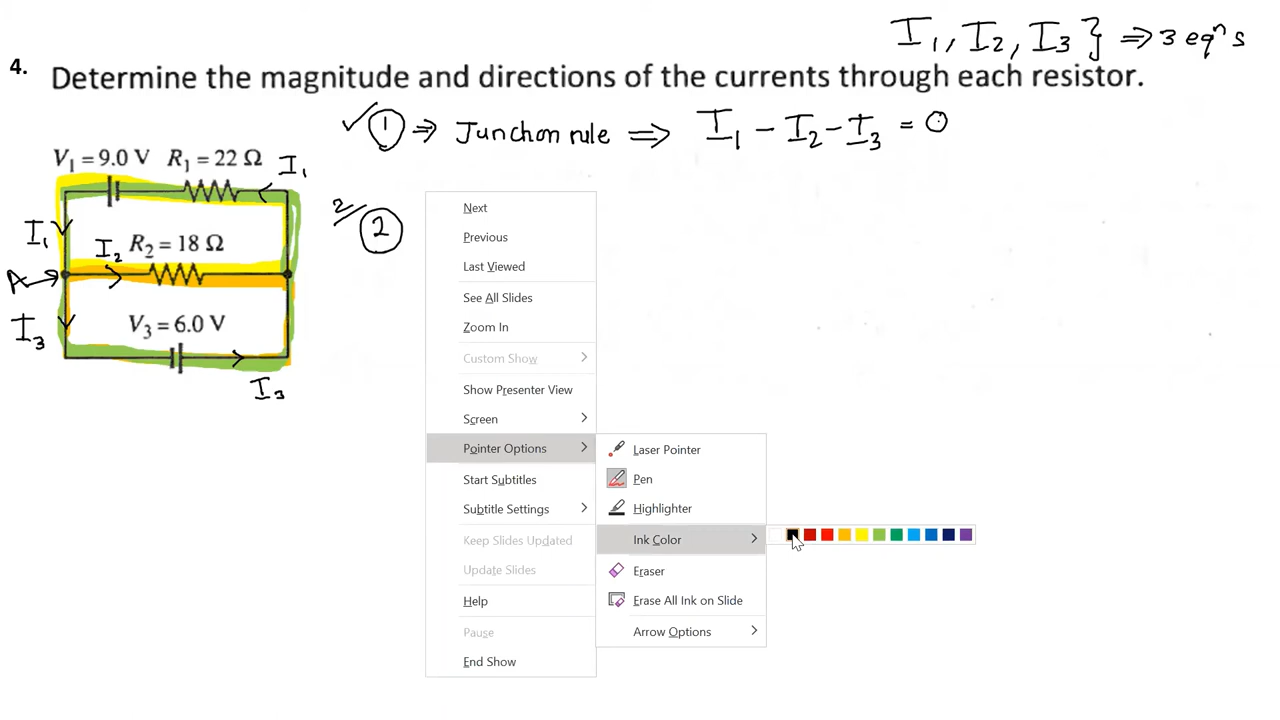 I₁, I₂, I₃ } ⇒ 3 eqⁿs
4. Determine the magnitude and directions of the currents through each resistor.
✓ 1 ⇒ Junction rule ⇒ I₁ - I₂ - I₃ = 0
V₁ = 9.0 V R₁ = 22 Ω I₁
2
2
I₁
I₂ R₂ = 18 Ω
A
V₃ = 6.0 V
I₃
I₃
Next
Previous
Last Viewed
See All Slides
Zoom In
Custom Show
Show Presenter View
Screen
Pointer Options
Start Subtitles
Subtitle Settings
Keep Slides Updated
Update Slides
Help
Pause
End Show
Laser Pointer
Pen
Highlighter
Ink Color
Eraser
Erase All Ink on Slide
Arrow Options